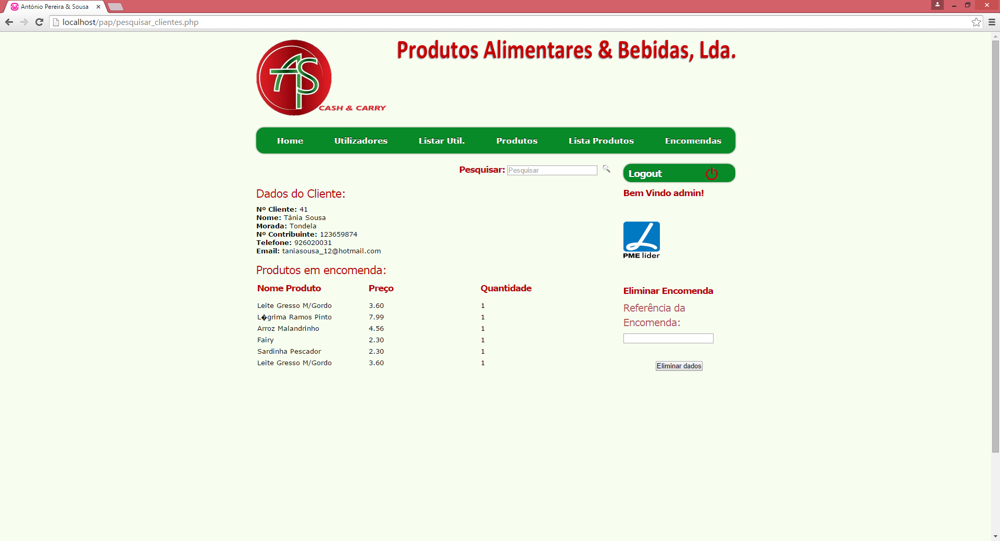 António Pereira & Sousa
localhost/pap/pesquisar_clientes.php
Produtos Alimentares & Bebidas, Lda.
APS
CASH & CARRY
Home Utilizadores Listar Util. Produtos Lista Produtos Encomendas
Pesquisar: Pesquisar
Logout
Bem Vindo admin!
Dados do Cliente:
Nº Cliente: 41
Nome: Tânia Sousa
Morada: Tondela
Nº Contribuinte: 123659874
Telefone: 926020031
Email: taniasousa_12@hotmail.com
PME líder
Produtos em encomenda:
Nome Produto Preço Quantidade
Leite Gresso M/Gordo 3.60 1
L�grima Ramos Pinto 7.99 1
Arroz Malandrinho 4.56 1
Fairy 2.30 1
Sardinha Pescador 2.30 1
Leite Gresso M/Gordo 3.60 1
Eliminar Encomenda
Referência da
Encomenda:
Eliminar dados